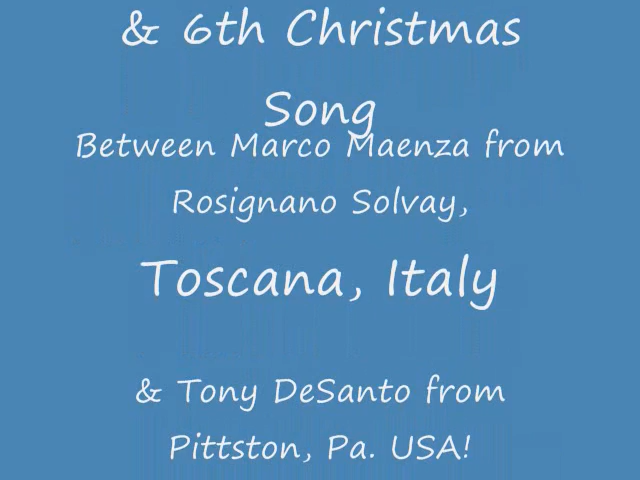 & 6th Christmas
Song
Between Marco Maenza from
Rosignano Solvay,
Toscana, Italy
& Tony DeSanto from
Pittston, Pa. USA!